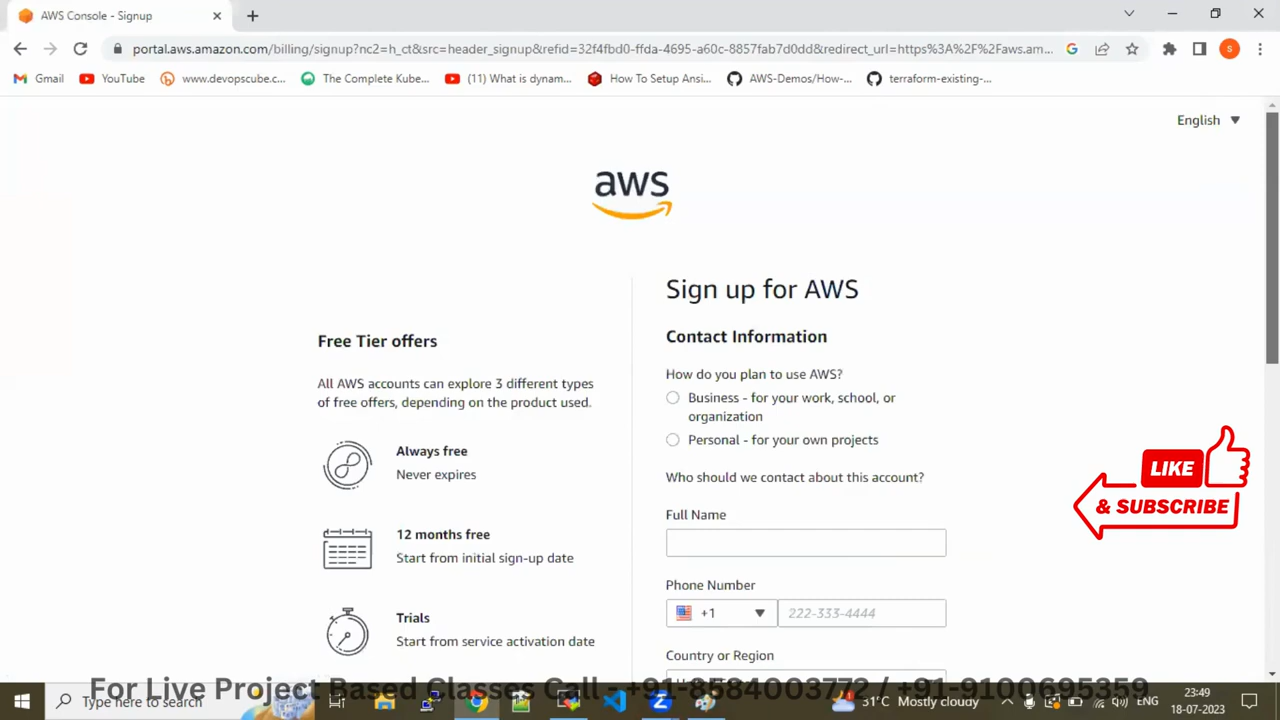 AWS Console - Signup
portal.aws.amazon.com/billing/signup?nc2=h_ct&src=header_signup&refid=32f4fbd0-ffda-4695-a60c-8857fab7d0dd&redirect_url=https%3A%2F%2Faws.am...
S
Gmail
YouTube
www.devopscube.c...
The Complete Kube...
(11) What is dynam...
How To Setup Ansi...
AWS-Demos/How-...
terraform-existing-...
English
aws
Sign up for AWS
Free Tier offers
All AWS accounts can explore 3 different types
of free offers, depending on the product used.
Always free
Never expires
12 months free
Start from initial sign-up date
Trials
Start from service activation date
Contact Information
How do you plan to use AWS?
Business - for your work, school, or
organization
Personal - for your own projects
Who should we contact about this account?
Full Name
Phone Number
+1
222-333-4444
Country or Region
LIKE
& SUBSCRIBE
For Live Project Based Classes Call - +91-8584003772 / +91-9100695359
Type here to search
31°C Mostly cloudy
ENG
23:49
18-07-2023